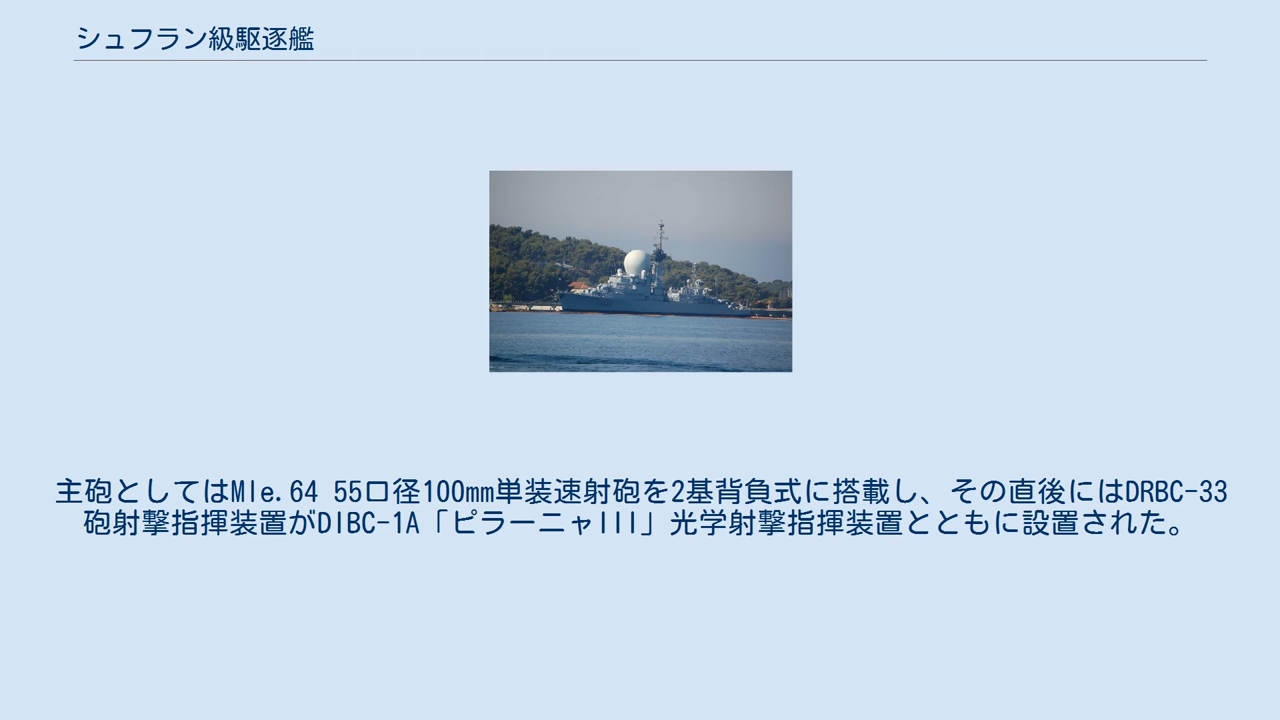 シュフラン級駆逐艦
主砲としてはMle.64 55口径100mm単装速射砲を2基背負式に搭載し、その直後にはDRBC-33
砲射撃指揮装置がDIBC-1A「ピラーニャIII」光学射撃指揮装置とともに設置された。